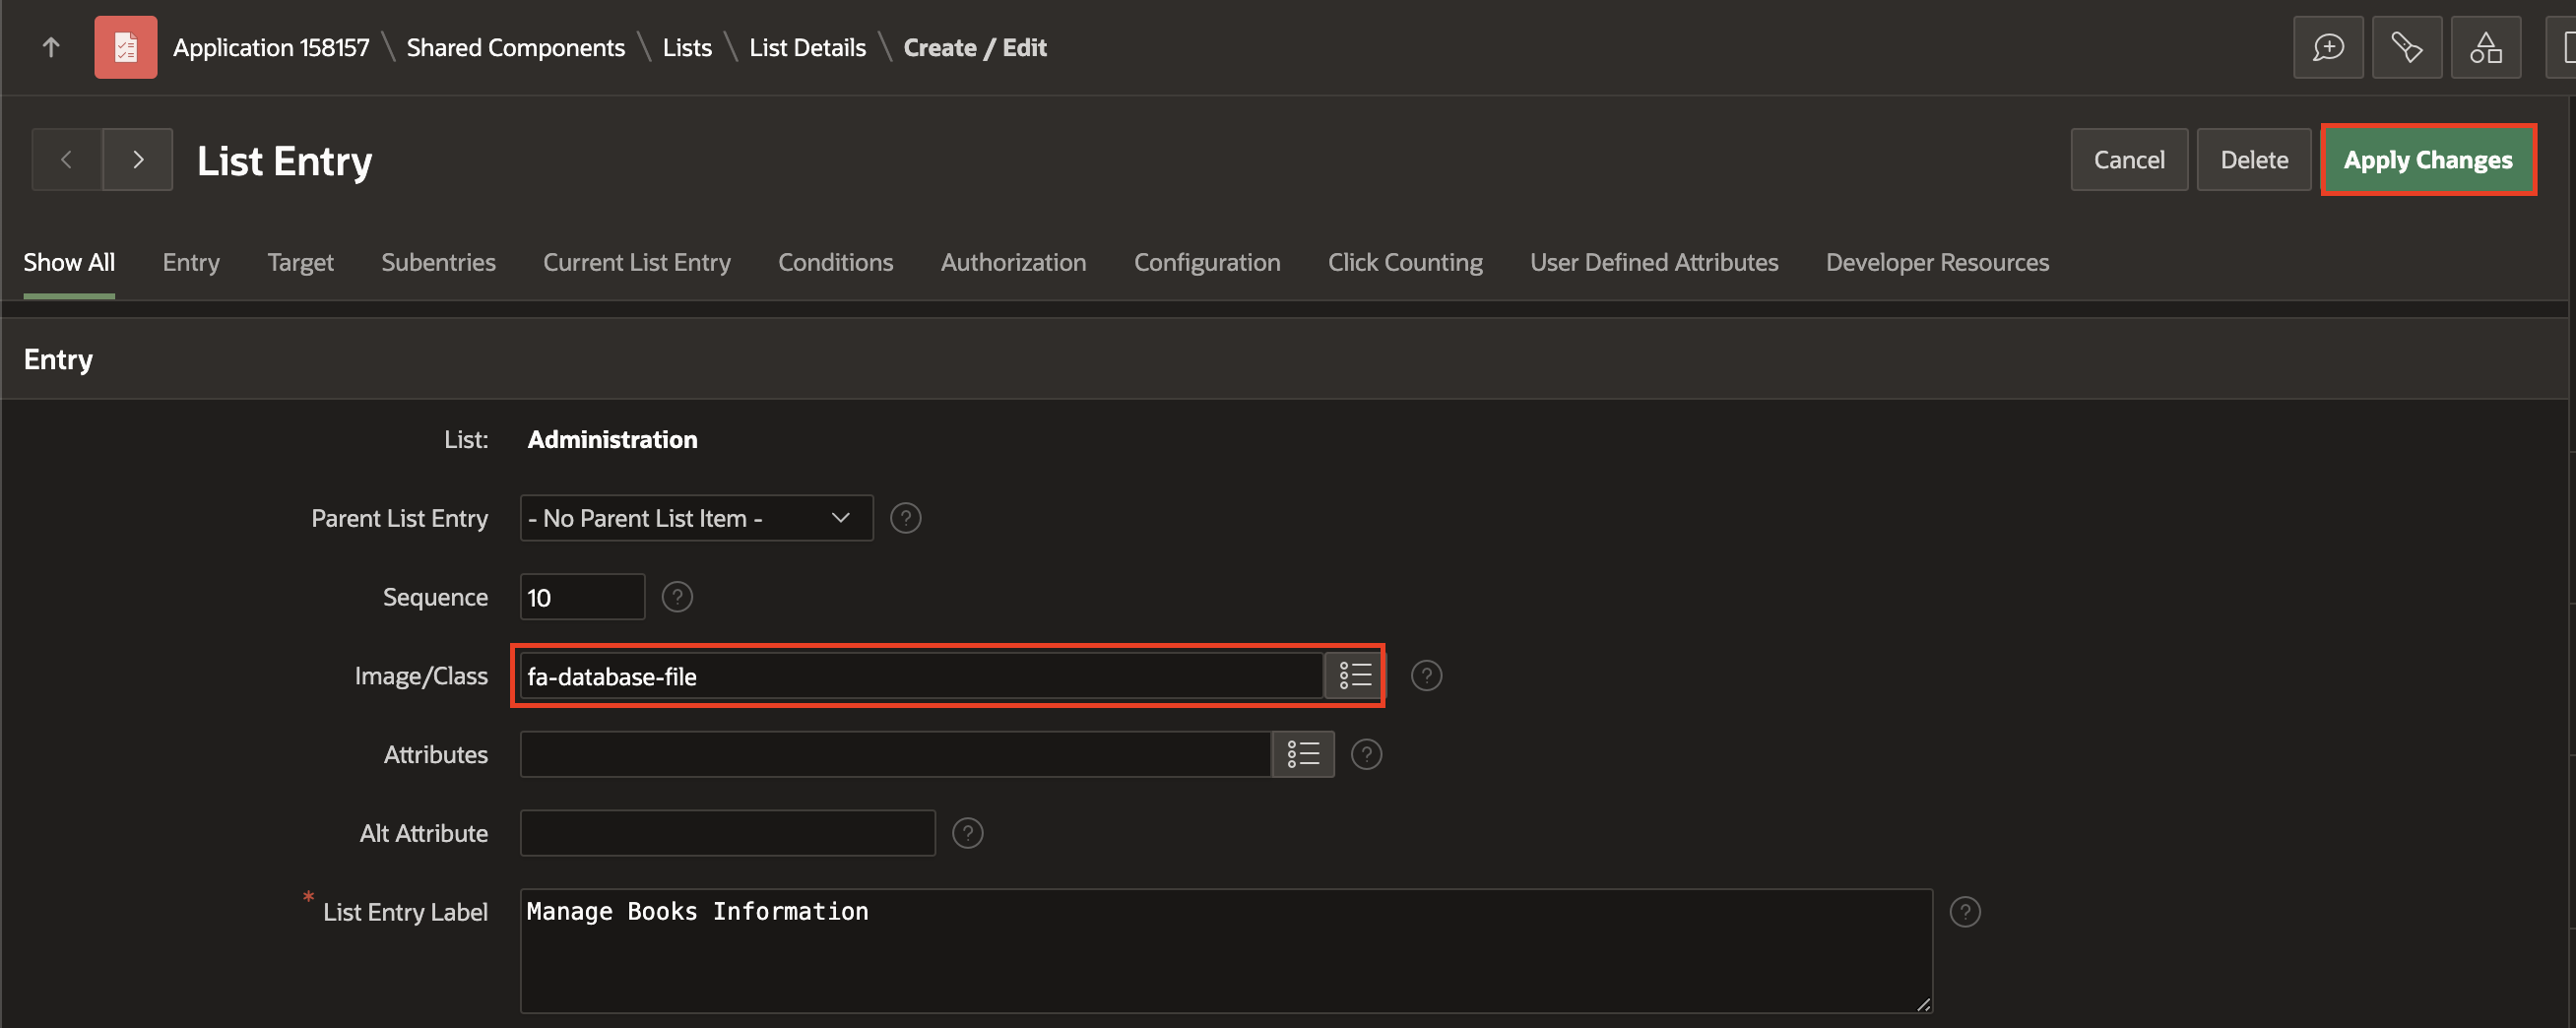 Application 158157 \ Shared Components \ Lists \ List Details \ Create / Edit
List Entry
Cancel
Delete
Apply Changes
Show All Entry Target Subentries Current List Entry Conditions Authorization Configuration Click Counting User Defined Attributes Developer Resources
Entry
List: Administration
Parent List Entry - No Parent List Item - ?
Sequence 10 ?
Image/Class fa-database-file ?
Attributes ?
Alt Attribute ?
* List Entry Label Manage Books Information ?